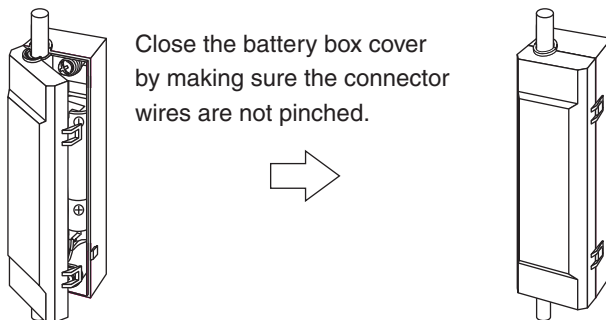 Close the battery box cover
by making sure the connector
wires are not pinched.